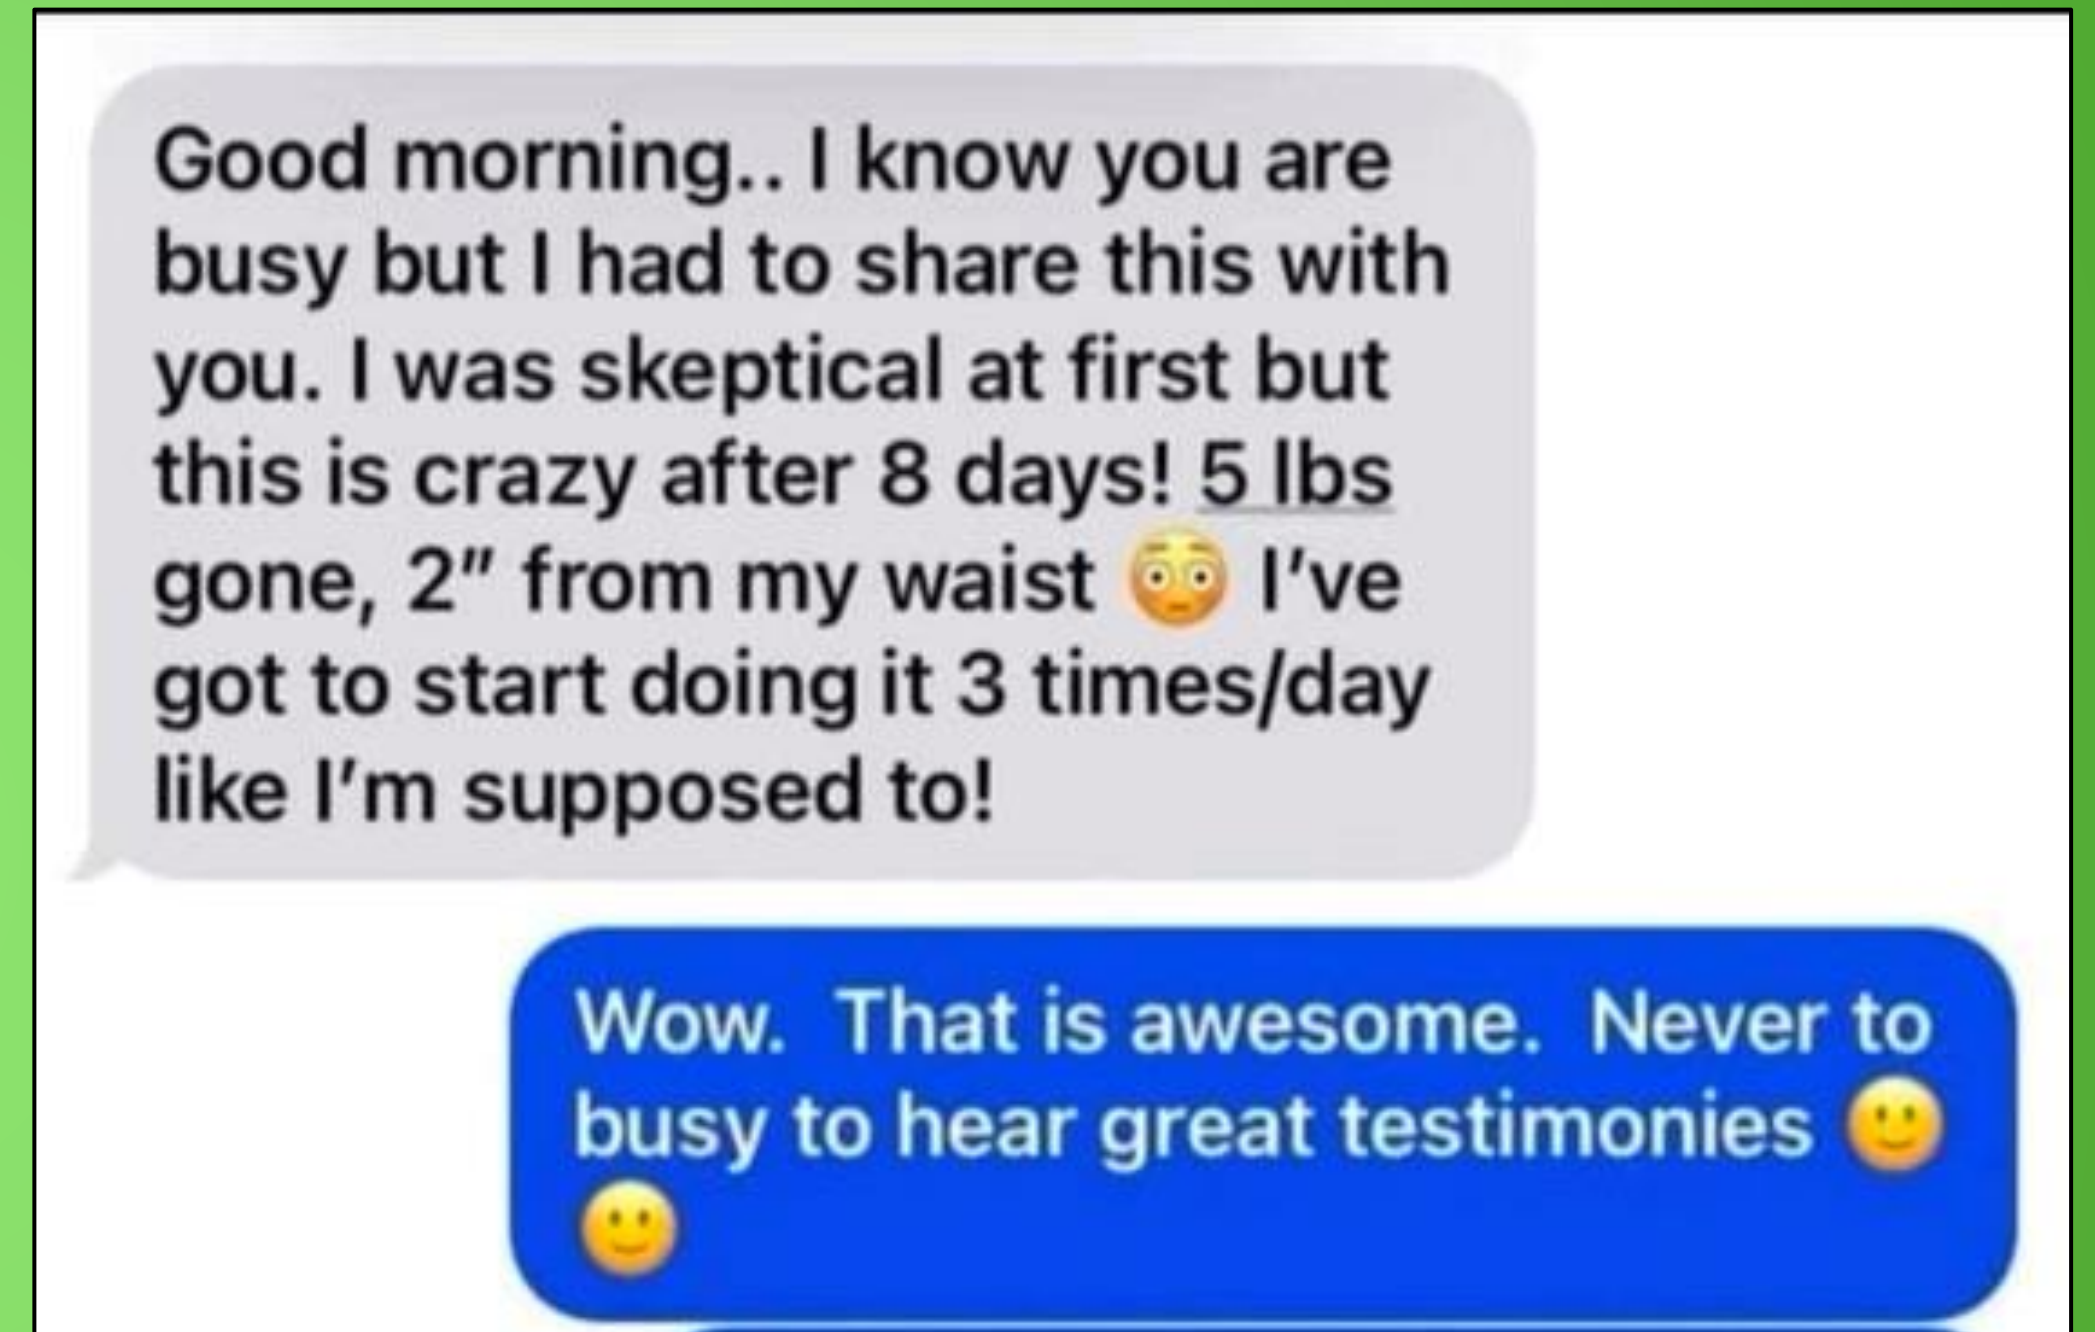 Good morning.. I know you are
busy but I had to share this with
you. I was skeptical at first but
this is crazy after 8 days! 5 lbs
gone, 2” from my waist 😳 I’ve
got to start doing it 3 times/day
like I’m supposed to!
Wow.  That is awesome.  Never to
busy to hear great testimonies 🙂
🙂